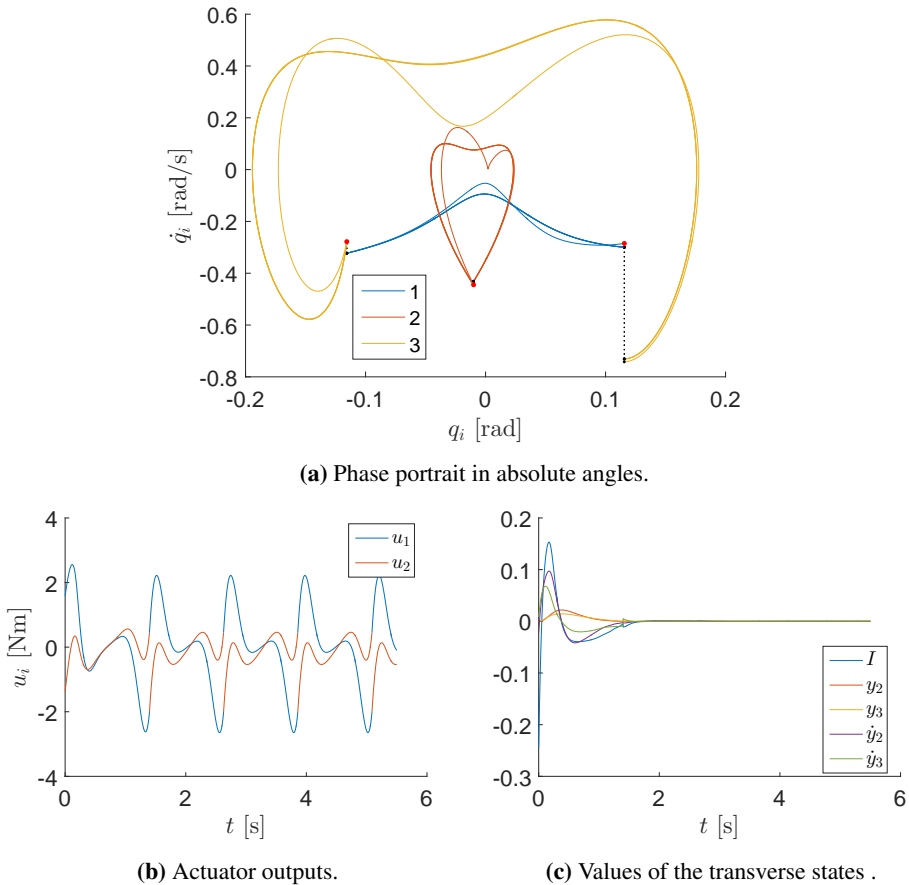 0.6
0.4
0.2
0
-0.2
-0.4
-0.6
-0.8
q̇ᵢ [rad/s]
1
2
3
-0.2 -0.1 0 0.1 0.2
qᵢ [rad]
(a) Phase portrait in absolute angles.
4
2
0
-2
-4
uᵢ [Nm]
u₁
u₂
0 2 4 6
t [s]
(b) Actuator outputs.
0.2
0.1
0
-0.1
-0.2
-0.3
I
y₂
y₃
ẏ₂
ẏ₃
0 2 4 6
t [s]
(c) Values of the transverse states .